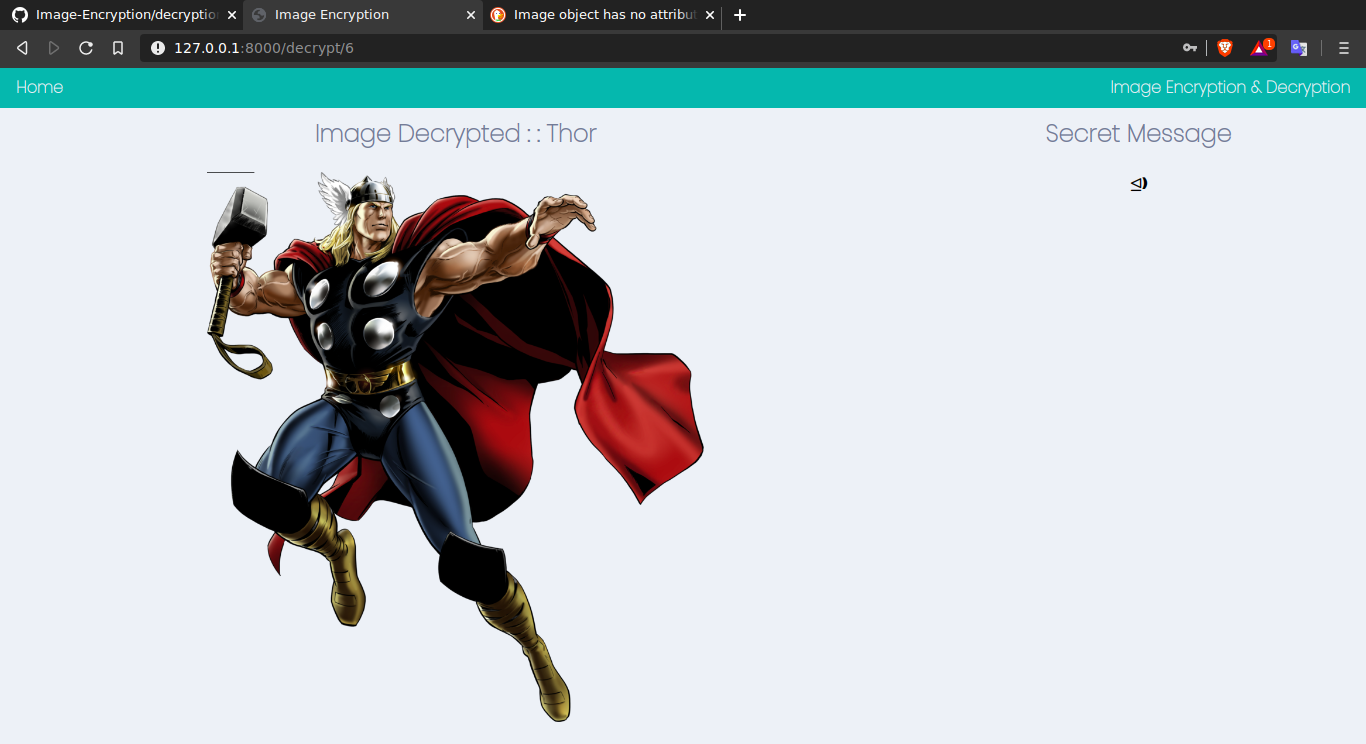 Image-Encryption/decryptio
Image Encryption
Image object has no attribut
127.0.0.1:8000/decrypt/6
1
Home
Image Encryption & Decryption
Image Decrypted : : Thor
Secret Message